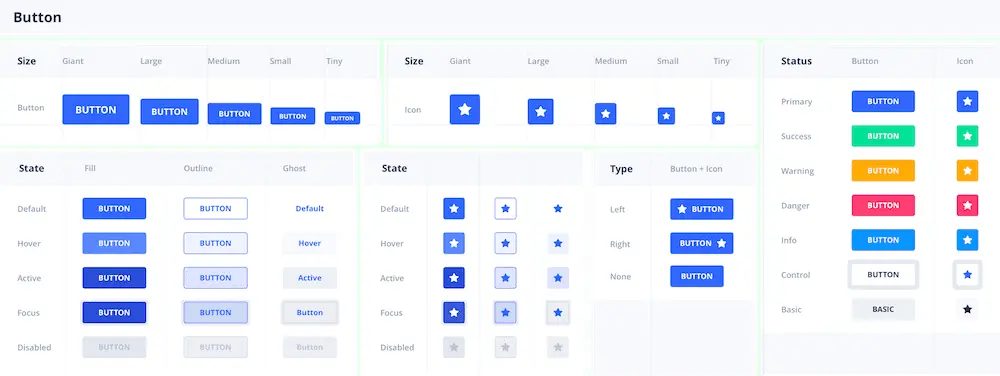 Button
Size Giant Large Medium Small Tiny
Button BUTTON BUTTON BUTTON BUTTON BUTTON
Size Giant Large Medium Small Tiny
Icon
State Fill Outline Ghost
Default BUTTON BUTTON Default
Hover BUTTON BUTTON Hover
Active BUTTON BUTTON Active
Focus BUTTON BUTTON Button
Disabled BUTTON BUTTON Button
State
Default
Hover
Active
Focus
Disabled
Type Button + Icon
Left BUTTON
Right BUTTON
None BUTTON
Status Button Icon
Primary BUTTON
Success BUTTON
Warning BUTTON
Danger BUTTON
Info BUTTON
Control BUTTON
Basic BASIC